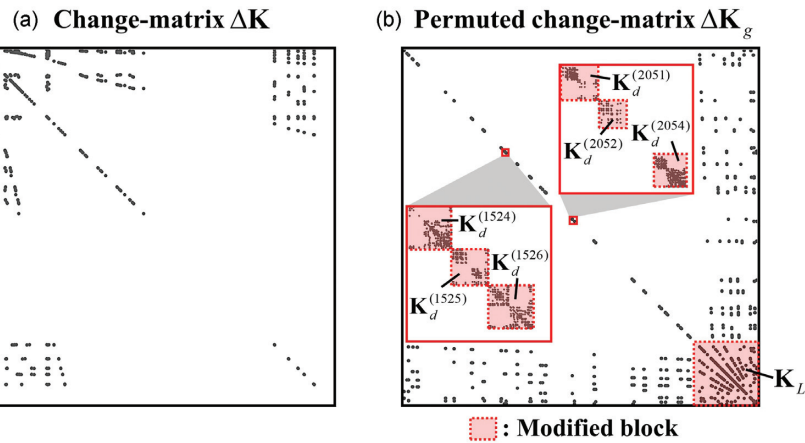 (a) Change-matrix ΔK
(b) Permuted change-matrix ΔK_g
K_d^(2051)
K_d^(2052)
K_d^(2054)
K_d^(1524)
K_d^(1525)
K_d^(1526)
K_L
: Modified block